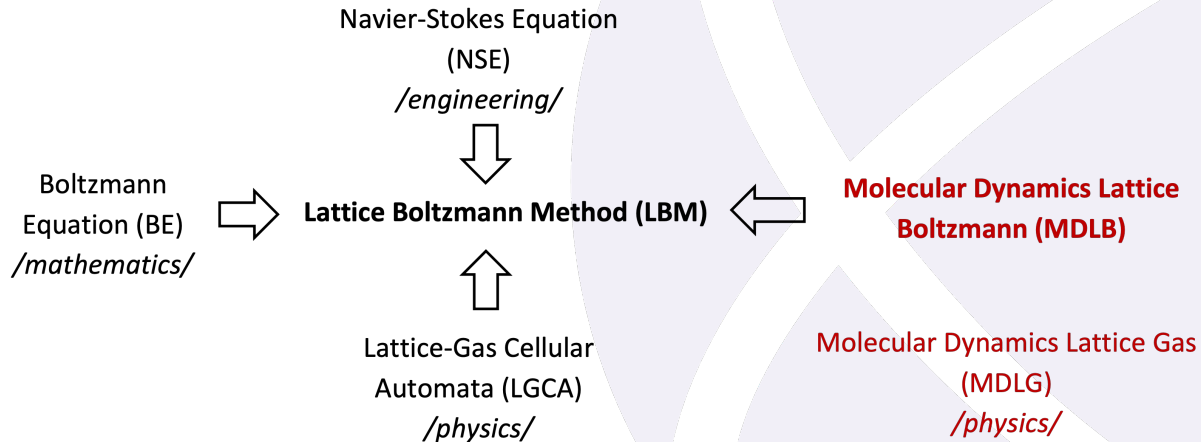 Navier-Stokes Equation
(NSE)
/engineering/
Boltzmann
Equation (BE)
/mathematics/
Lattice Boltzmann Method (LBM)
Molecular Dynamics Lattice
Boltzmann (MDLB)
Lattice-Gas Cellular
Automata (LGCA)
/physics/
Molecular Dynamics Lattice Gas
(MDLG)
/physics/